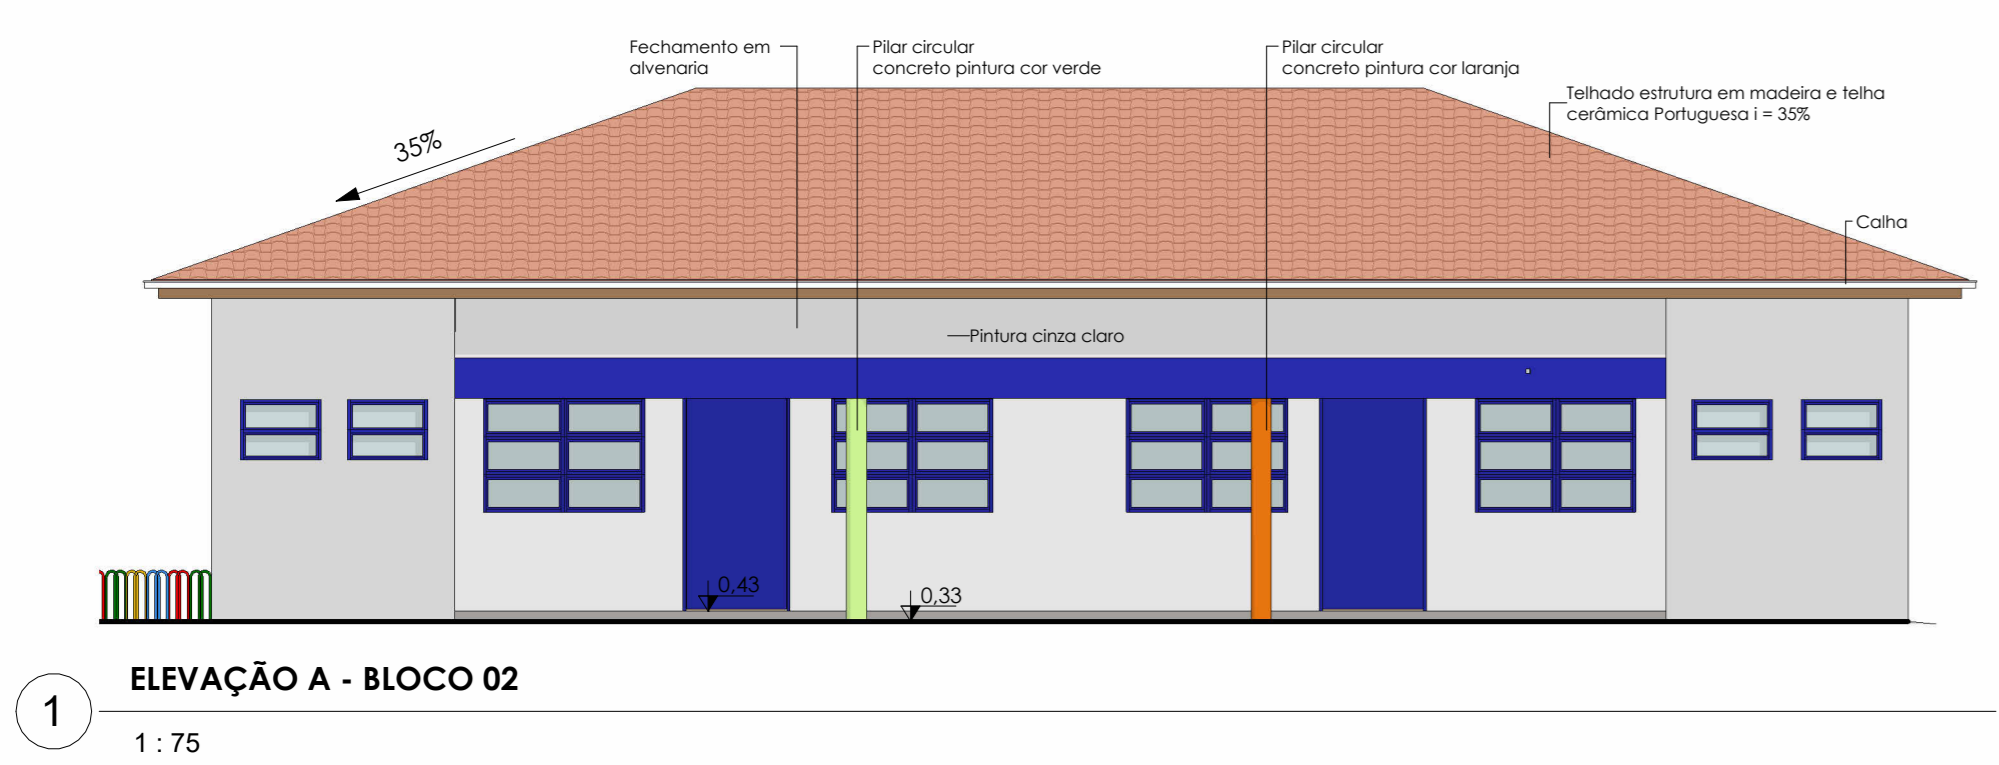 Fechamento em
alvenaria
Pilar circular
concreto pintura cor verde
Pilar circular
concreto pintura cor laranja
Telhado estrutura em madeira e telha
cerâmica Portuguesa i = 35%
35%
Calha
Pintura cinza claro
0,43
0,33
ELEVAÇÃO A - BLOCO 02
1
1 : 75